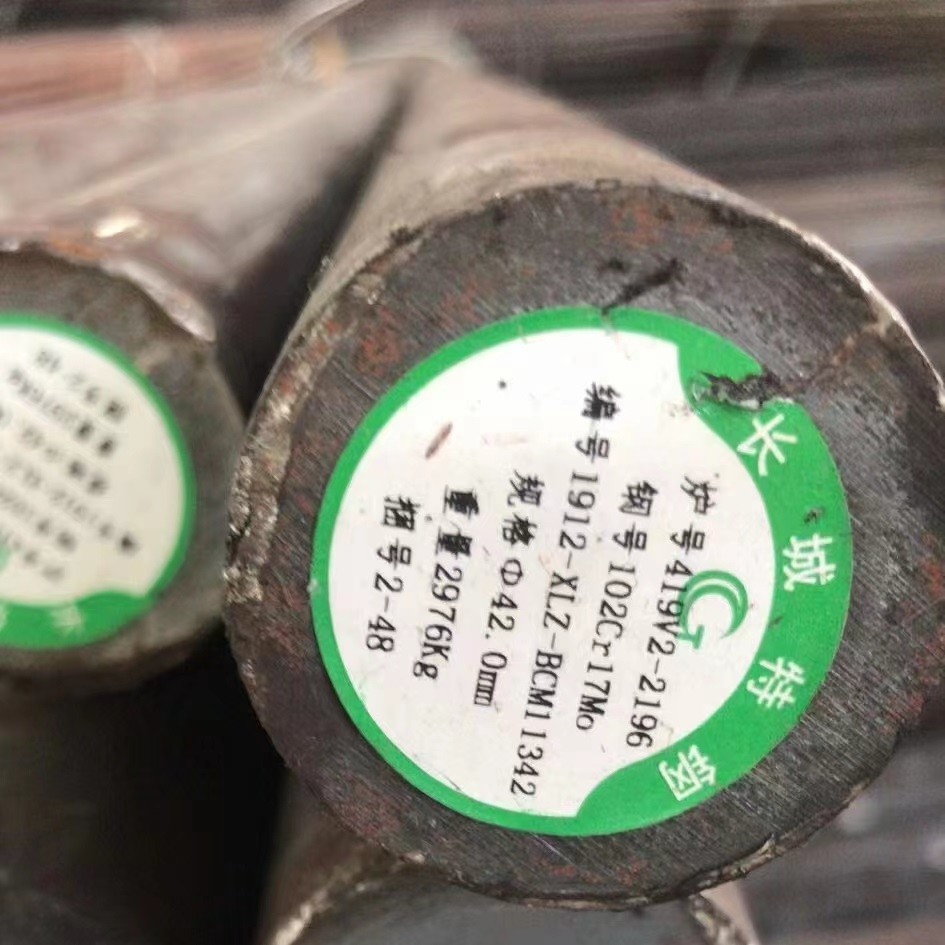 长城特钢
炉号419V2-2196
钢号102Cr17Mo
编号1912-XLZ-BCM11342
规格Φ42.0mm
重量2976Kg
捆号2-48